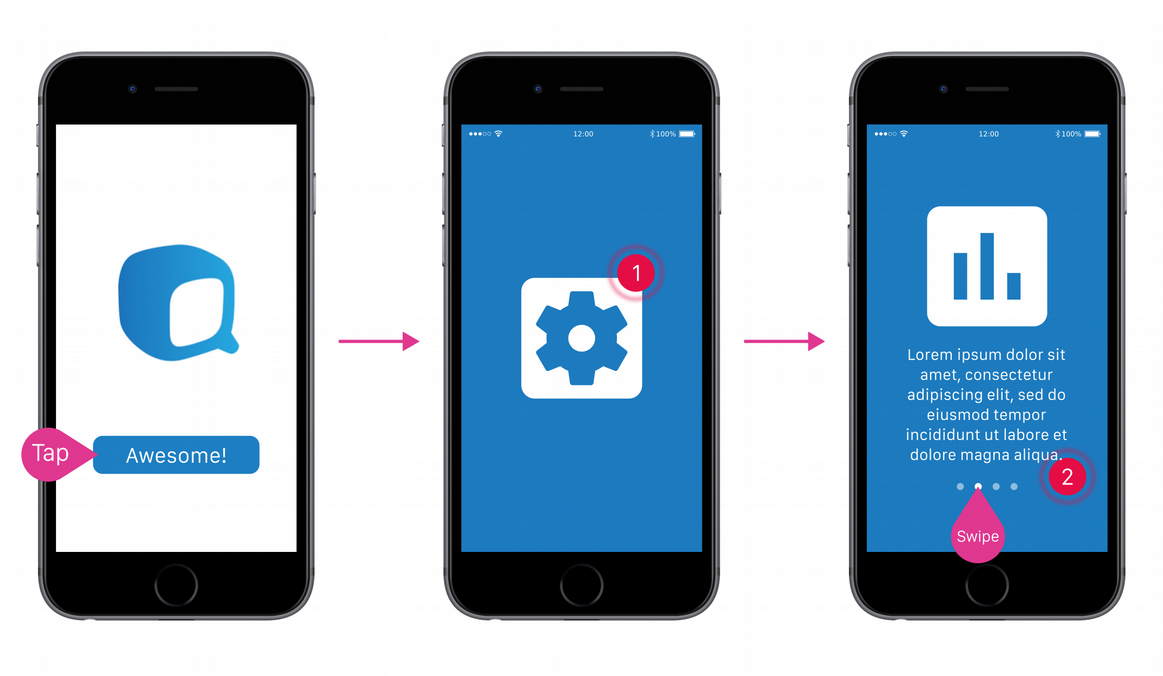 Tap
Awesome!
12:00
100%
1
12:00
100%
Lorem ipsum dolor sit
amet, consectetur
adipiscing elit, sed do
eiusmod tempor
incididunt ut labore et
dolore magna aliqua.
2
Swipe